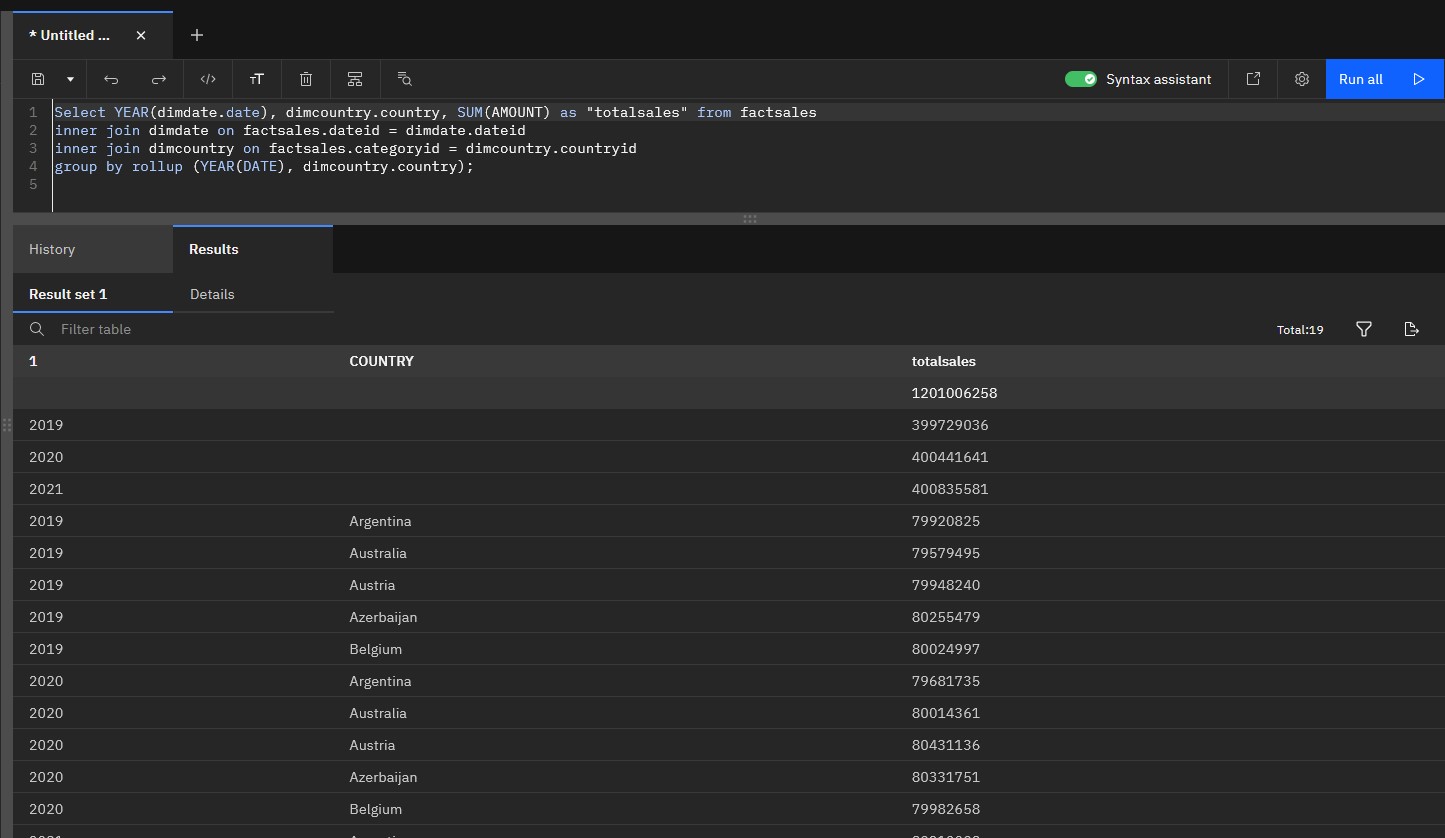 * Untitled ...
Syntax assistant
Run all
1 Select YEAR(dimdate.date), dimcountry.country, SUM(AMOUNT) as "totalsales" from factsales
2 inner join dimdate on factsales.dateid = dimdate.dateid
3 inner join dimcountry on factsales.categoryid = dimcountry.countryid
4 group by rollup (YEAR(DATE), dimcountry.country);
5
History Results
Result set 1 Details
Filter table Total:19
1 COUNTRY totalsales
1201006258
2019 399729036
2020 400441641
2021 400835581
2019 Argentina 79920825
2019 Australia 79579495
2019 Austria 79948240
2019 Azerbaijan 80255479
2019 Belgium 80024997
2020 Argentina 79681735
2020 Australia 80014361
2020 Austria 80431136
2020 Azerbaijan 80331751
2020 Belgium 79982658